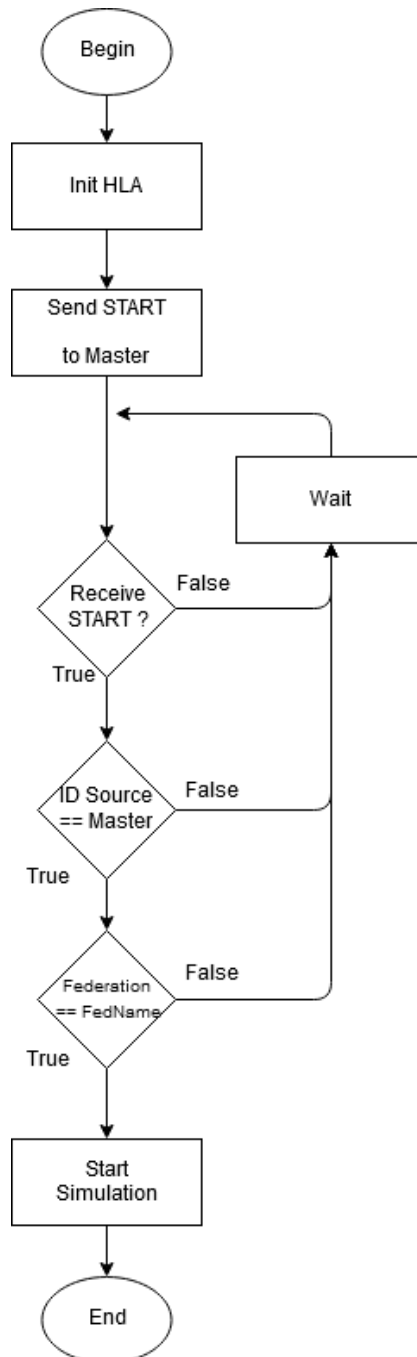 Begin
Init HLA
Send START
to Master
Wait
Receive
START ?
False
True
ID Source
== Master
False
True
Federation
== FedName
False
True
Start
Simulation
End